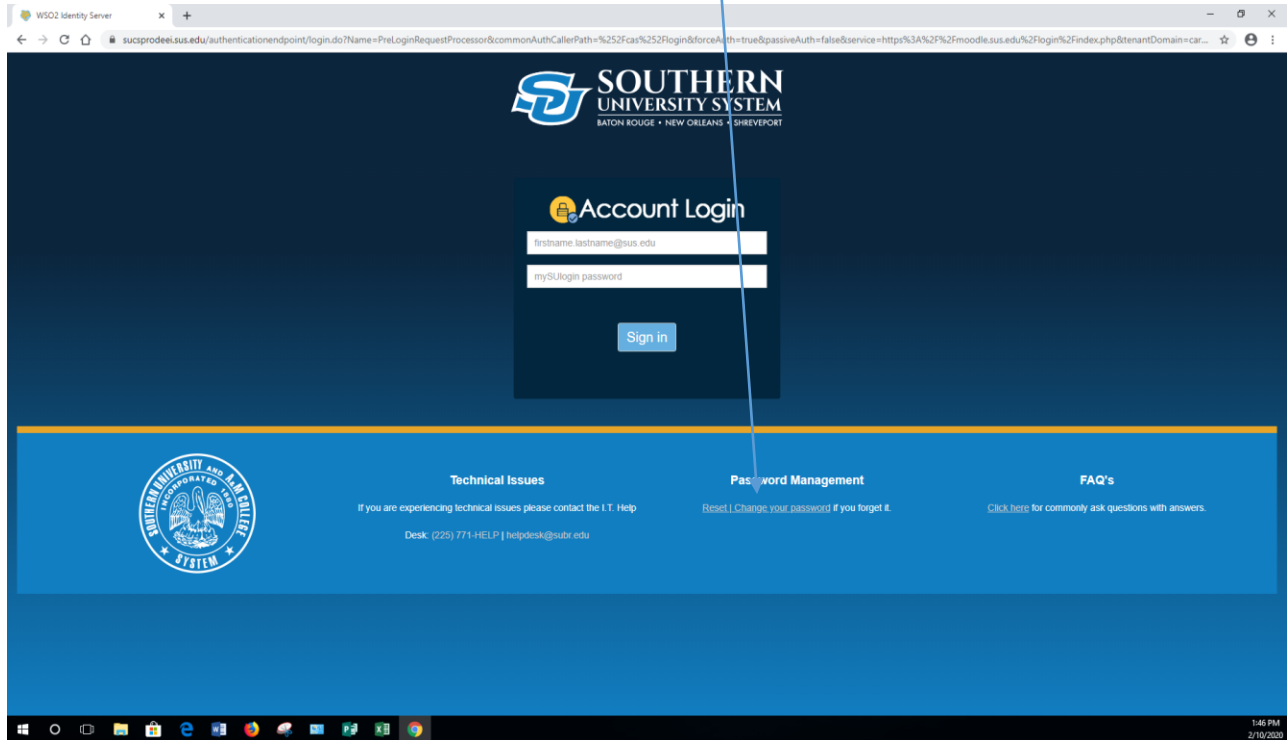 WSO2 Identity Server
sucsprodeei.sus.edu/authenticationendpoint/login.do?Name=PreLoginRequestProcessor&commonAuthCallerPath=%252Fcas%252Flogin&forceAuth=true&passiveAuth=false&service=https%3A%2F%2Fmoodle.sus.edu%2Flogin%2Findex.php&tenantDomain=car...
SU
SOUTHERN
UNIVERSITY SYSTEM
BATON ROUGE • NEW ORLEANS • SHREVEPORT
Account Login
firstname.lastname@sus.edu
mySUlogin password
Sign in
SOUTHERN UNIVERSITY AND A&M COLLEGE
INCORPORATED 1880
SYSTEM
Technical Issues
If you are experiencing technical issues please contact the I.T. Help
Desk: (225) 771-HELP | helpdesk@subr.edu
Password Management
Reset | Change your password if you forget it.
FAQ's
Click here for commonly ask questions with answers.
1:46 PM
2/10/2020